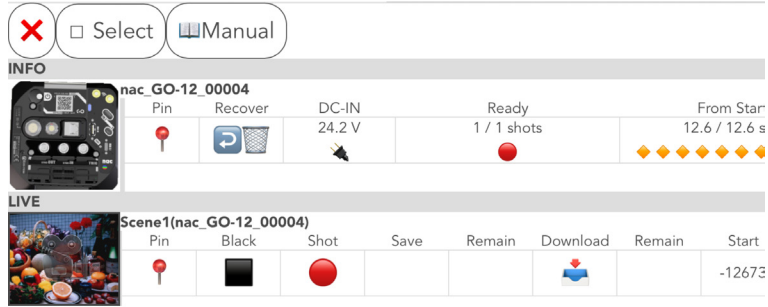 Select Manual
INFO
nac_GO-12_00004
Pin Recover DC-IN Ready From Star
24.2 V 1 / 1 shots 12.6 / 12.6 s
LIVE
Scene1(nac_GO-12_00004)
Pin Black Shot Save Remain Download Remain Start
-12673